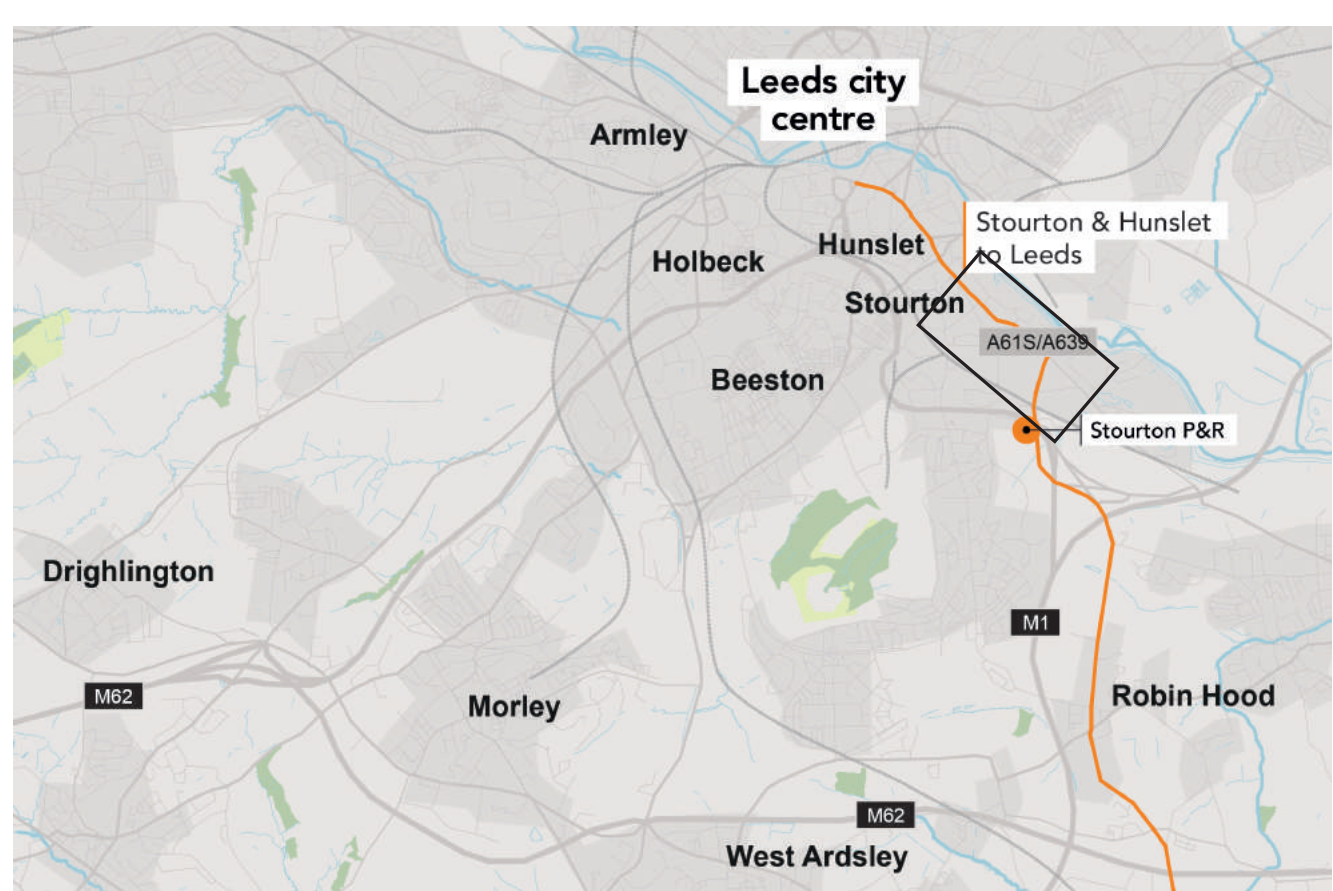 Leeds city
centre
Armley
Stourton & Hunslet
to Leeds
Hunslet
Holbeck
Stourton
A61S/A639
Beeston
Stourton P&R
Drighlington
M1
M62
Morley
Robin Hood
M62
West Ardsley